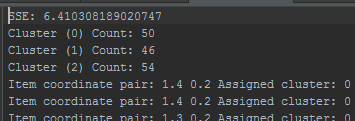 SSE: 6.410308189020747
Cluster (0) Count: 50
Cluster (1) Count: 46
Cluster (2) Count: 54
Item coordinate pair: 1.4 0.2 Assigned cluster: 0
Item coordinate pair: 1.4 0.2 Assigned cluster: 0
Item coordinate pair: 1.3 0.2 Assigned cluster: 0